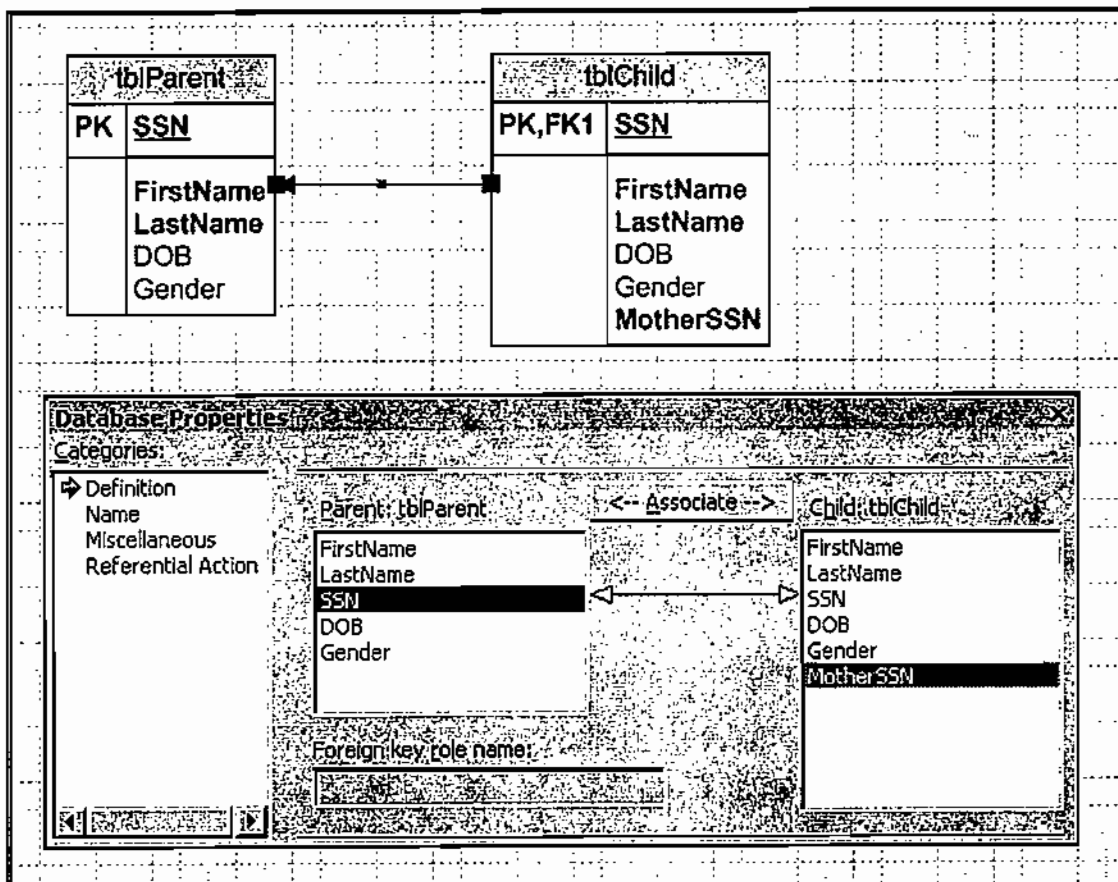 tblParent
PK SSN
FirstName
LastName
DOB
Gender
tblChild
PK,FK1 SSN
FirstName
LastName
DOB
Gender
MotherSSN
Database Properties
Categories:
Definition
Name
Miscellaneous
Referential Action
Parent: tblParent
FirstName
LastName
SSN
DOB
Gender
Foreign key role name:
<-- Associate -->
Child: tblChild
FirstName
LastName
SSN
DOB
Gender
MotherSSN